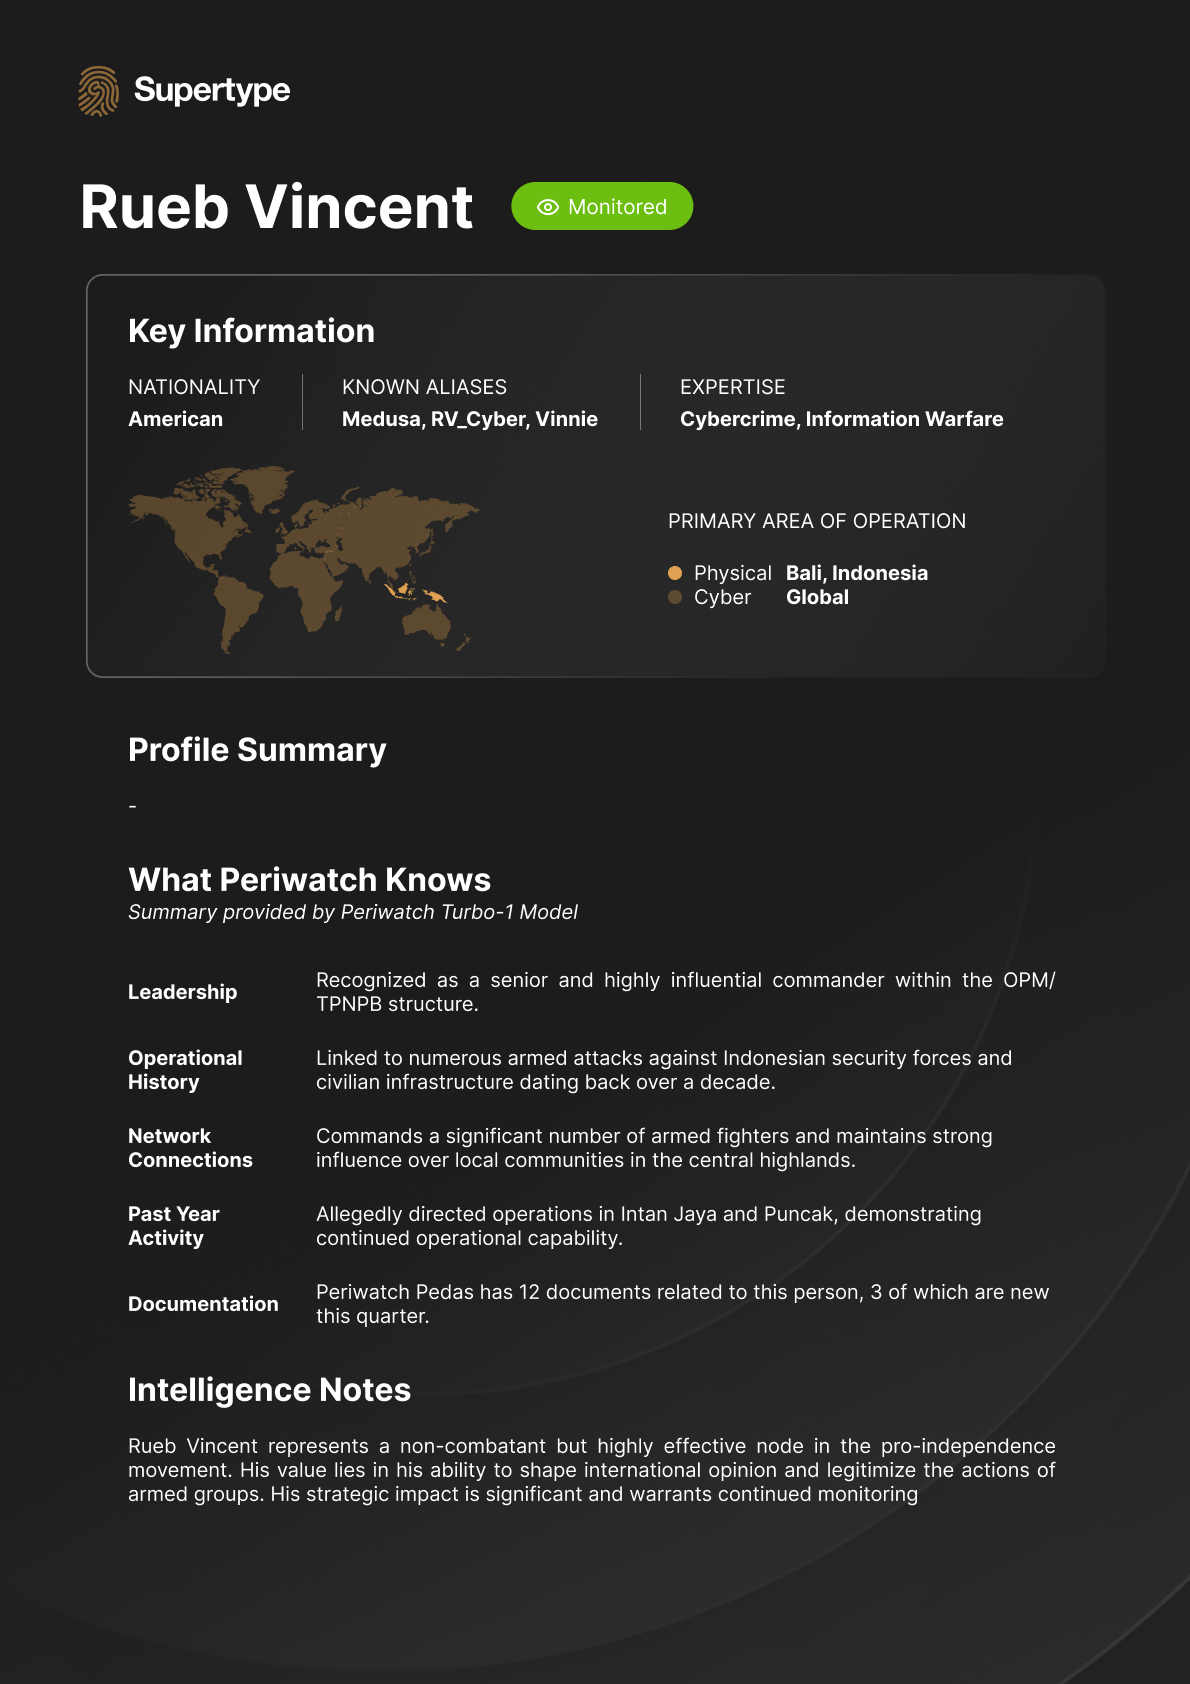 Supertype
Rueb Vincent
Monitored
Key Information
NATIONALITY
American
KNOWN ALIASES
Medusa, RV_Cyber, Vinnie
EXPERTISE
Cybercrime, Information Warfare
PRIMARY AREA OF OPERATION
Physical Bali, Indonesia
Cyber Global
Profile Summary
-
What Periwatch Knows
Summary provided by Periwatch Turbo-1 Model
Leadership
Recognized as a senior and highly influential commander within the OPM/
TPNPB structure.
Operational
History
Linked to numerous armed attacks against Indonesian security forces and
civilian infrastructure dating back over a decade.
Network
Connections
Commands a significant number of armed fighters and maintains strong
influence over local communities in the central highlands.
Past Year
Activity
Allegedly directed operations in Intan Jaya and Puncak, demonstrating
continued operational capability.
Documentation
Periwatch Pedas has 12 documents related to this person, 3 of which are new
this quarter.
Intelligence Notes
Rueb Vincent represents a non-combatant but highly effective node in the pro-independence
movement. His value lies in his ability to shape international opinion and legitimize the actions of
armed groups. His strategic impact is significant and warrants continued monitoring